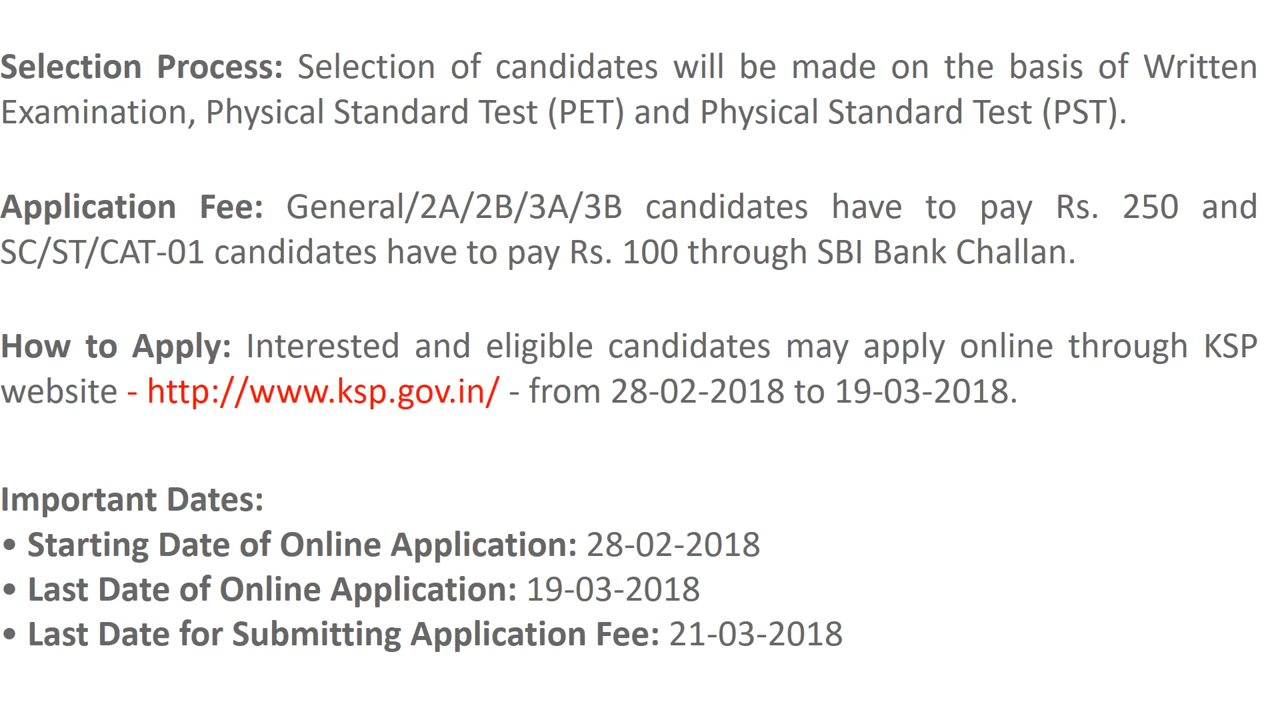 Selection Process: Selection of candidates will be made on the basis of Written
Examination, Physical Standard Test (PET) and Physical Standard Test (PST).
Application Fee: General/2A/2B/3A/3B candidates have to pay Rs. 250 and
SC/ST/CAT-01 candidates have to pay Rs. 100 through SBI Bank Challan.
How to Apply: Interested and eligible candidates may apply online through KSP
website - http://www.ksp.gov.in/ - from 28-02-2018 to 19-03-2018.
Important Dates:
• Starting Date of Online Application: 28-02-2018
• Last Date of Online Application: 19-03-2018
• Last Date for Submitting Application Fee: 21-03-2018